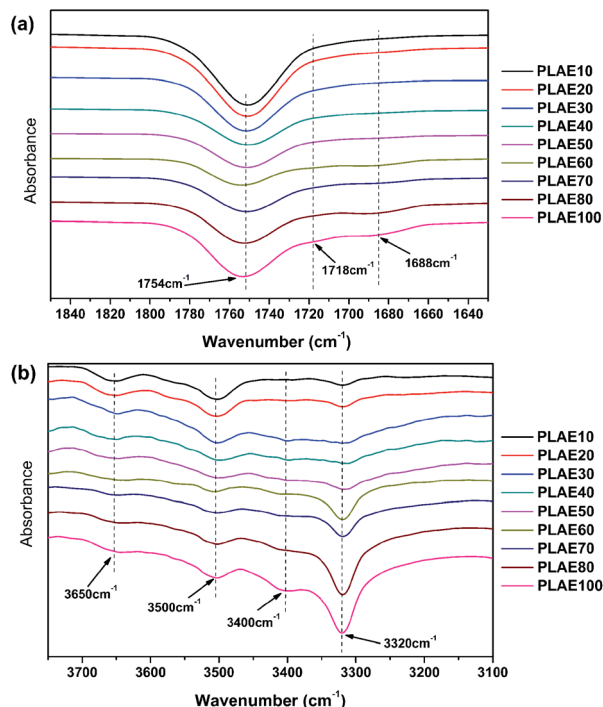 (a)
Absorbance
1754cm⁻¹
1718cm⁻¹
1688cm⁻¹
1840 1820 1800 1780 1760 1740 1720 1700 1680 1660 1640
Wavenumber (cm⁻¹)
PLAE10
PLAE20
PLAE30
PLAE40
PLAE50
PLAE60
PLAE70
PLAE80
PLAE100
(b)
Absorbance
3650cm⁻¹
3500cm⁻¹
3400cm⁻¹
3320cm⁻¹
3700 3600 3500 3400 3300 3200 3100
Wavenumber (cm⁻¹)
PLAE10
PLAE20
PLAE30
PLAE40
PLAE50
PLAE60
PLAE70
PLAE80
PLAE100